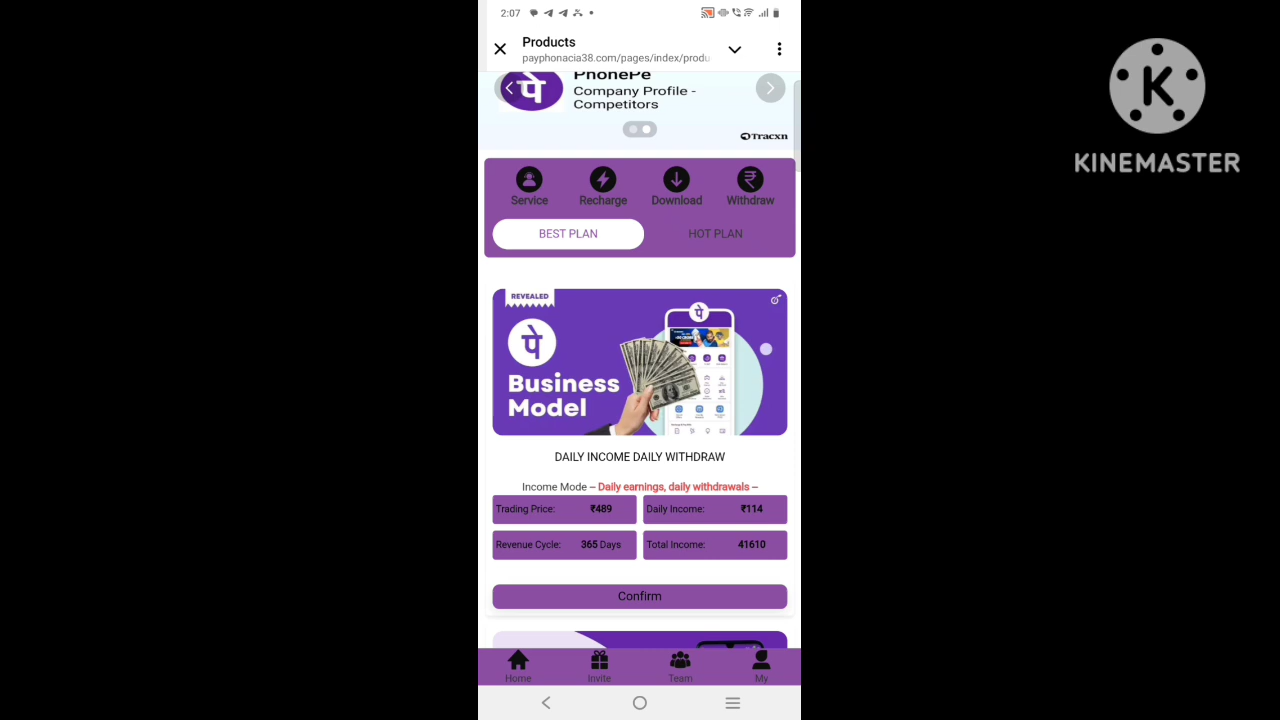 2:07
Products
payphonacia38.com/pages/index/produ
PhonePe
पे
Company Profile -
Competitors
Tracxn
Service
Recharge
Download
Withdraw
BEST PLAN
HOT PLAN
REVEALED
पे
पे
Business
Model
DAILY INCOME DAILY WITHDRAW
Income Mode – Daily earnings, daily withdrawals –
Trading Price: ₹489
Daily Income: ₹114
Revenue Cycle: 365 Days
Total Income: 41610
Confirm
Home
Invite
Team
My
K
KINEMASTER